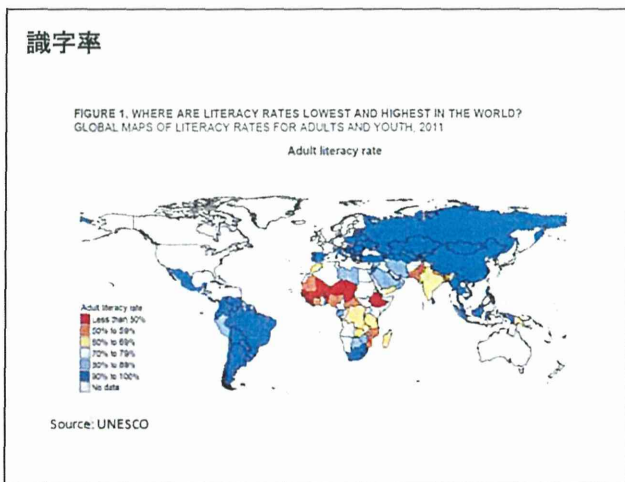 識字率
FIGURE 1. WHERE ARE LITERACY RATES LOWEST AND HIGHEST IN THE WORLD?
GLOBAL MAPS OF LITERACY RATES FOR ADULTS AND YOUTH, 2011
Adult literacy rate
Adult literacy rate
Less than 50%
50% to 59%
60% to 69%
70% to 79%
80% to 89%
90% to 100%
No data
Source: UNESCO